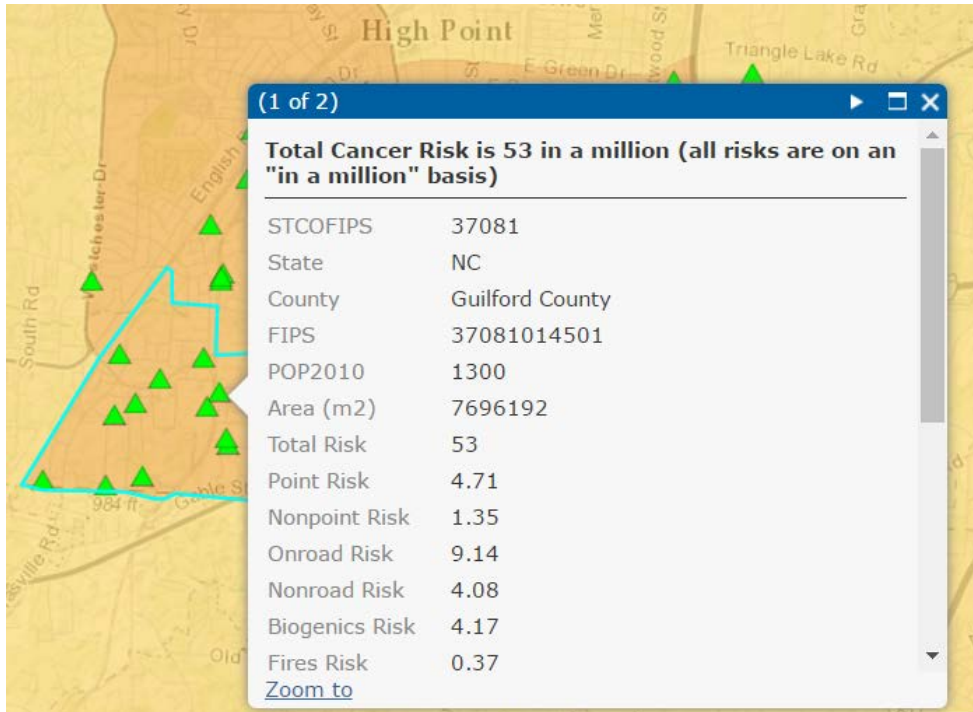 High Point
Triangle Lake Rd
E Green Dr
(1 of 2)
Total Cancer Risk is 53 in a million (all risks are on an
"in a million" basis)
STCOFIPS 37081
State NC
County Guilford County
FIPS 37081014501
POP2010 1300
Area (m2) 7696192
Total Risk 53
Point Risk 4.71
Nonpoint Risk 1.35
Onroad Risk 9.14
Nonroad Risk 4.08
Biogenics Risk 4.17
Fires Risk 0.37
Zoom to
English
South Rd
984 ft
Old